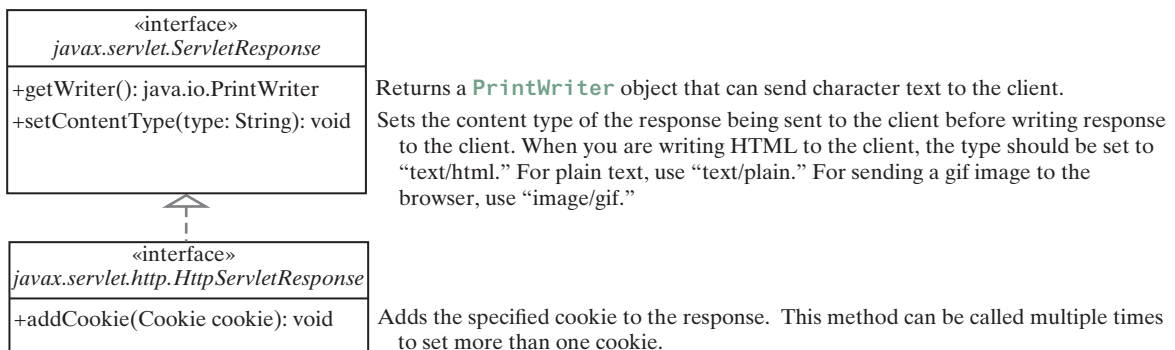 «interface»
javax.servlet.ServletResponse
+getWriter(): java.io.PrintWriter
Returns a PrintWriter object that can send character text to the client.
+setContentType(type: String): void
Sets the content type of the response being sent to the client before writing response
to the client. When you are writing HTML to the client, the type should be set to
“text/html.” For plain text, use “text/plain.” For sending a gif image to the
browser, use “image/gif.”
«interface»
javax.servlet.http.HttpServletResponse
+addCookie(Cookie cookie): void
Adds the specified cookie to the response. This method can be called multiple times
to set more than one cookie.